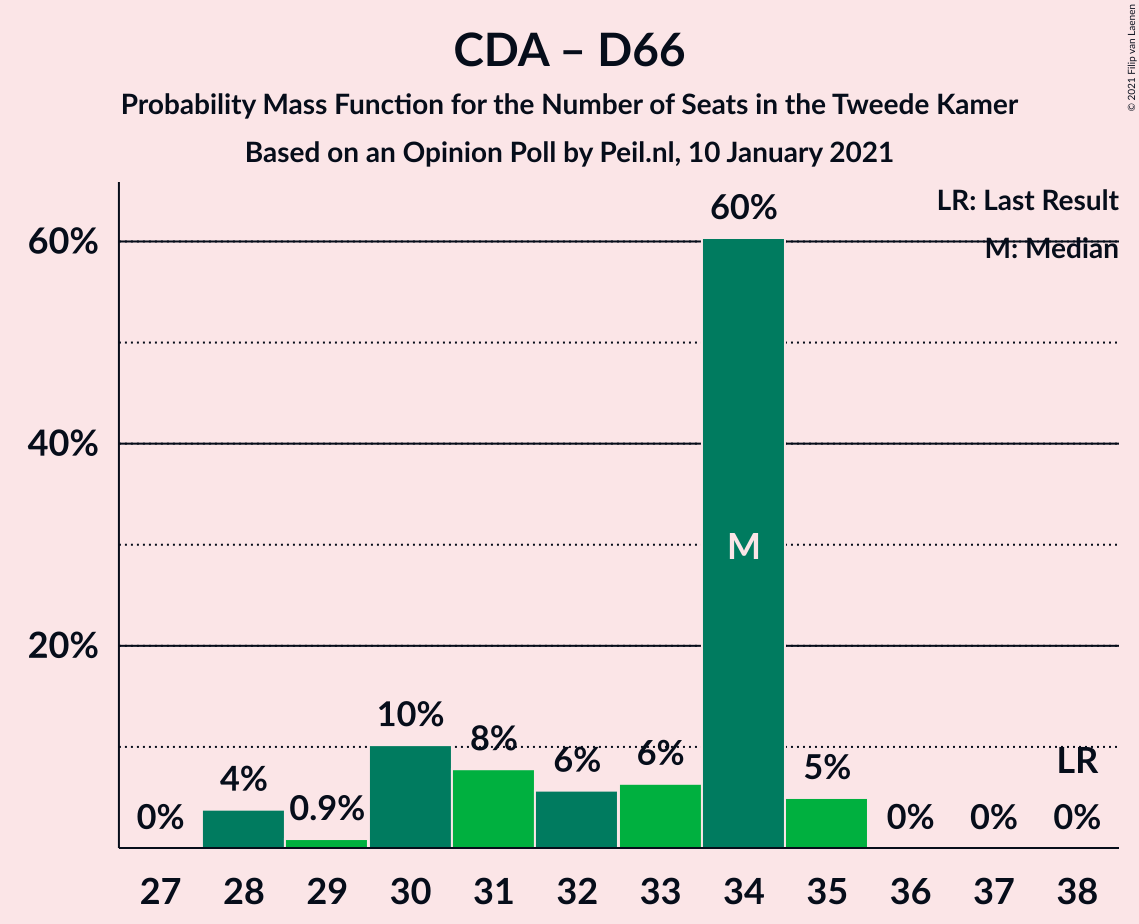 CDA – D66
Probability Mass Function for the Number of Seats in the Tweede Kamer
Based on an Opinion Poll by Peil.nl, 10 January 2021
© 2021 Filip van Laenen
LR: Last Result
M: Median
60%
40%
20%
0%
4%
0.9%
10%
8%
6%
6%
60%
M
5%
0%
0%
LR
0%
27 28 29 30 31 32 33 34 35 36 37 38